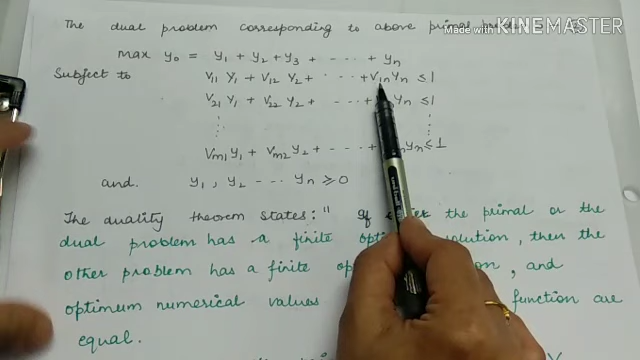 The dual problem corresponding to above primal
Made with KINEMASTER
max y₀ = y₁ + y₂ + y₃ + ----- + yₙ
Subject to V₁₁ y₁ + V₁₂ y₂ + ----- + V₁ₙ yₙ ≤ 1
V₂₁ y₁ + V₂₂ y₂ + ---- + yₙ ≤ 1
Vₘ₁ y₁ + Vₘ₂ y₂ + ----- + yₙ ≤ 1
and. y₁, y₂ ---- yₙ ≥ 0
The duality theorem states: " If the primal or the
dual problem has a finite solution, then the
other problem has a finite , and
optimum numerical values function are
equal.